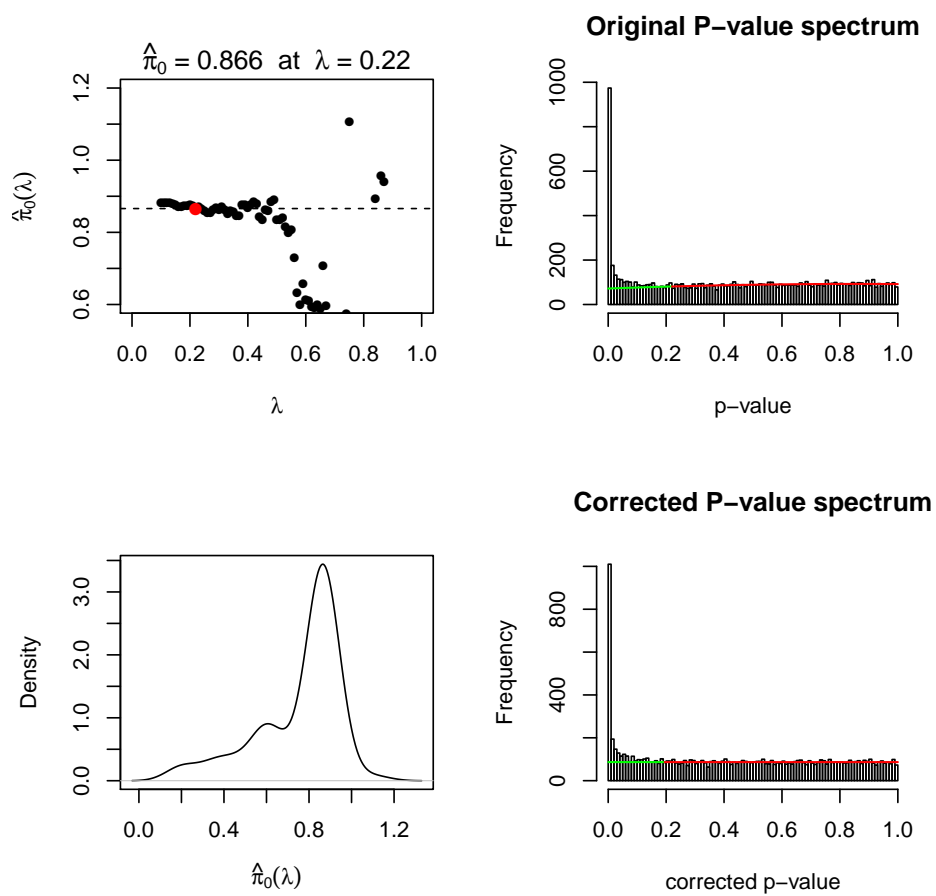 π̂₀ = 0.866 at λ = 0.22
π̂₀(λ)
0.6 0.8 1.0 1.2
0.0 0.2 0.4 0.6 0.8 1.0
λ
Original P−value spectrum
Frequency
0 200 600 1000
0.0 0.2 0.4 0.6 0.8 1.0
p−value
Density
0.0 1.0 2.0 3.0
0.0 0.4 0.8 1.2
π̂₀(λ)
Corrected P−value spectrum
Frequency
0 400 800
0.0 0.2 0.4 0.6 0.8 1.0
corrected p−value